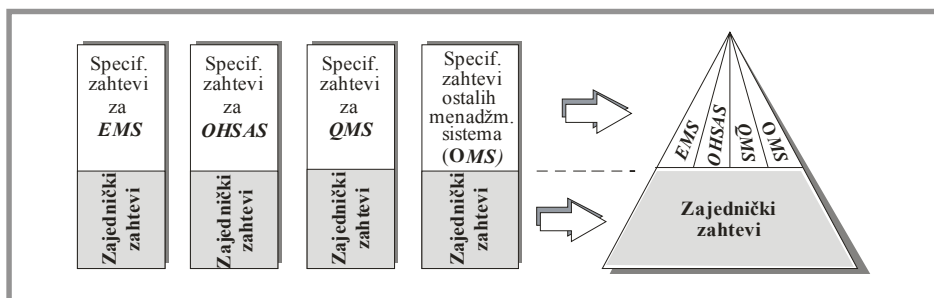 Specif.
zahtevi
za
EMS
Zajednički
zahtevi
Specif.
zahtevi
za
OHSAS
Zajednički
zahtevi
Specif.
zahtevi
za
QMS
Zajednički
zahtevi
Specif.
zahtevi
ostalih
menadžm.
sistema
(OMS)
Zajednički
zahtevi
EMS
OHSAS
QMS
OMS
Zajednički
zahtevi